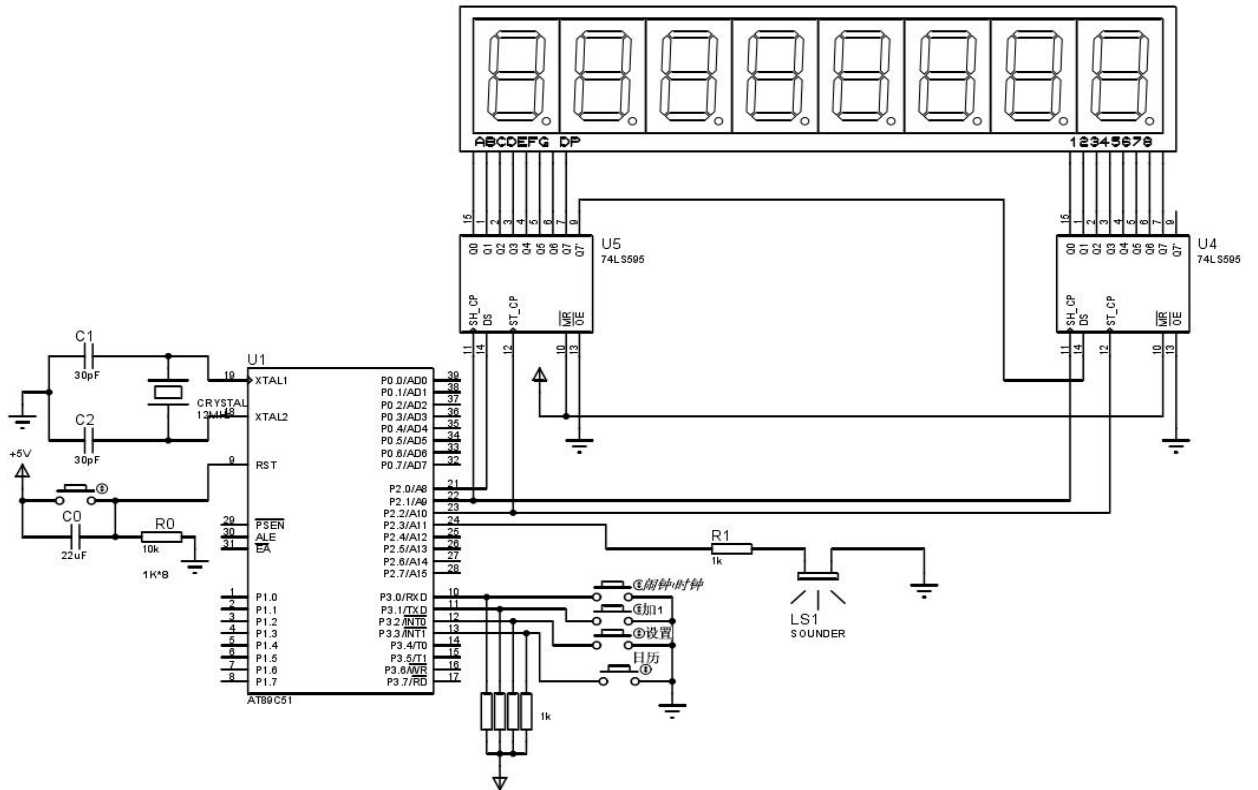 ABCDEFG DP
12345678
15 1 2 3 4 5 6 7 9
15 1 2 3 4 5 6 7 9
Q0 Q1 Q2 Q3 Q4 Q5 Q6 Q7 Q7'
U5
74LS595
Q0 Q1 Q2 Q3 Q4 Q5 Q6 Q7 Q7'
U4
74LS595
SH_CP DS ST_CP MR OE
SH_CP DS ST_CP MR OE
11 14 12 10 13
11 14 12 10 13
C1
30pF
CRYSTAL
12MHz
C2
30pF
+5V
C0
22uF
R0
10k
1K*8
U1
19 XTAL1
18 XTAL2
9 RST
29 PSEN
30 ALE
31 EA
1 P1.0
2 P1.1
3 P1.2
4 P1.3
5 P1.4
6 P1.5
7 P1.6
8 P1.7
P0.0/AD0 39
P0.1/AD1 38
P0.2/AD2 37
P0.3/AD3 36
P0.4/AD4 35
P0.5/AD5 34
P0.6/AD6 33
P0.7/AD7 32
P2.0/A8 21
P2.1/A9 22
P2.2/A10 23
P2.3/A11 24
P2.4/A12 25
P2.5/A13 26
P2.6/A14 27
P2.7/A15 28
P3.0/RXD 10
P3.1/TXD 11
P3.2/INT0 12
P3.3/INT1 13
P3.4/T0 14
P3.5/T1 15
P3.6/WR 16
P3.7/RD 17
AT89C51
R1
1k
LS1
SOUNDER
闹钟/时钟
加1
设置
日历
1k